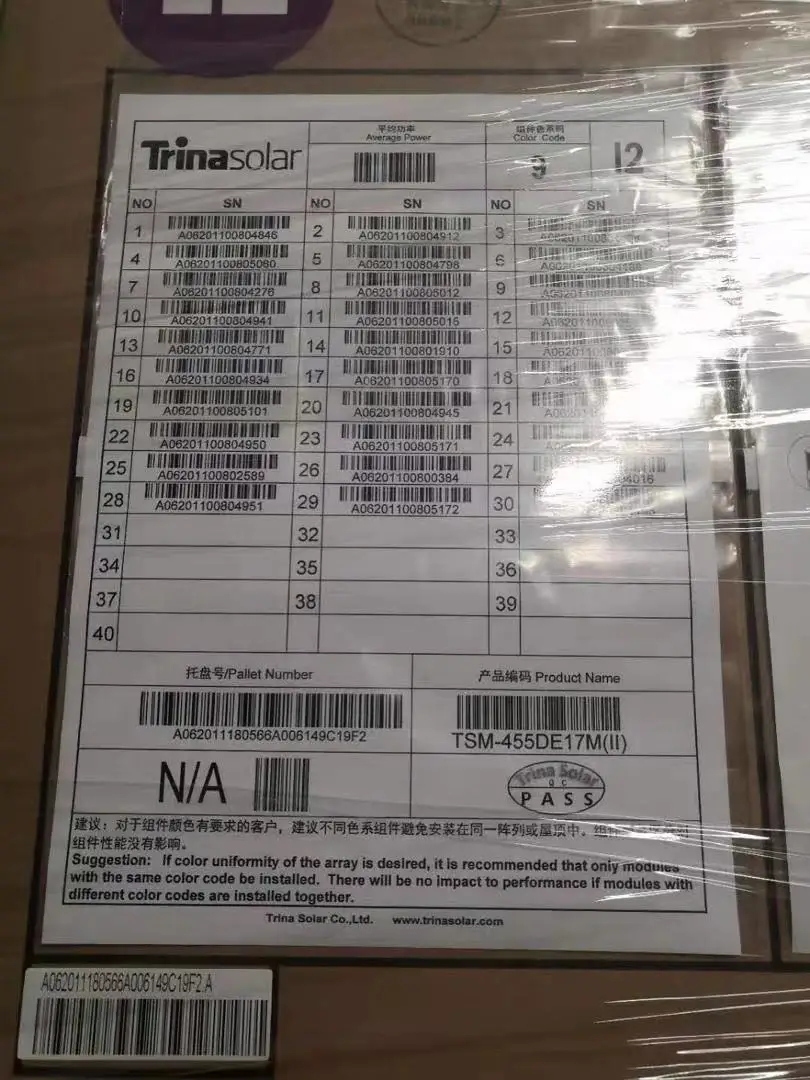 Trinasolar
平均功率
Average Power
组件色系码
Color Code
9
I2
NO SN NO SN NO SN
1 A06201100804846 2 A06201100804912 3
4 A06201100805060 5 A06201100804798 6
7 A06201100804276 8 A06201100805012 9
10 A06201100804941 11 A06201100805015 12
13 A06201100804771 14 A06201100801910 15
16 A06201100804934 17 A06201100805170 18
19 A06201100805101 20 A06201100804945 21
22 A06201100804950 23 A06201100805171 24
25 A06201100802589 26 A06201100800384 27
28 A06201100804951 29 A06201100805172 30
31 32 33
34 35 36
37 38 39
40
托盘号/Pallet Number 产品编码 Product Name
A062011180566A006149C19F2 TSM-455DE17M(II)
N/A
Trina Solar
QC
PASS
建议：对于组件颜色有要求的客户，建议不同色系组件避免安装在同一阵列或屋顶中。
组件性能没有影响。
Suggestion: If color uniformity of the array is desired, it is recommended that only modules
with the same color code be installed. There will be no impact to performance if modules with
different color codes are installed together.
Trina Solar Co.,Ltd. www.trinasolar.com
A062011180566A006149C19F2.A